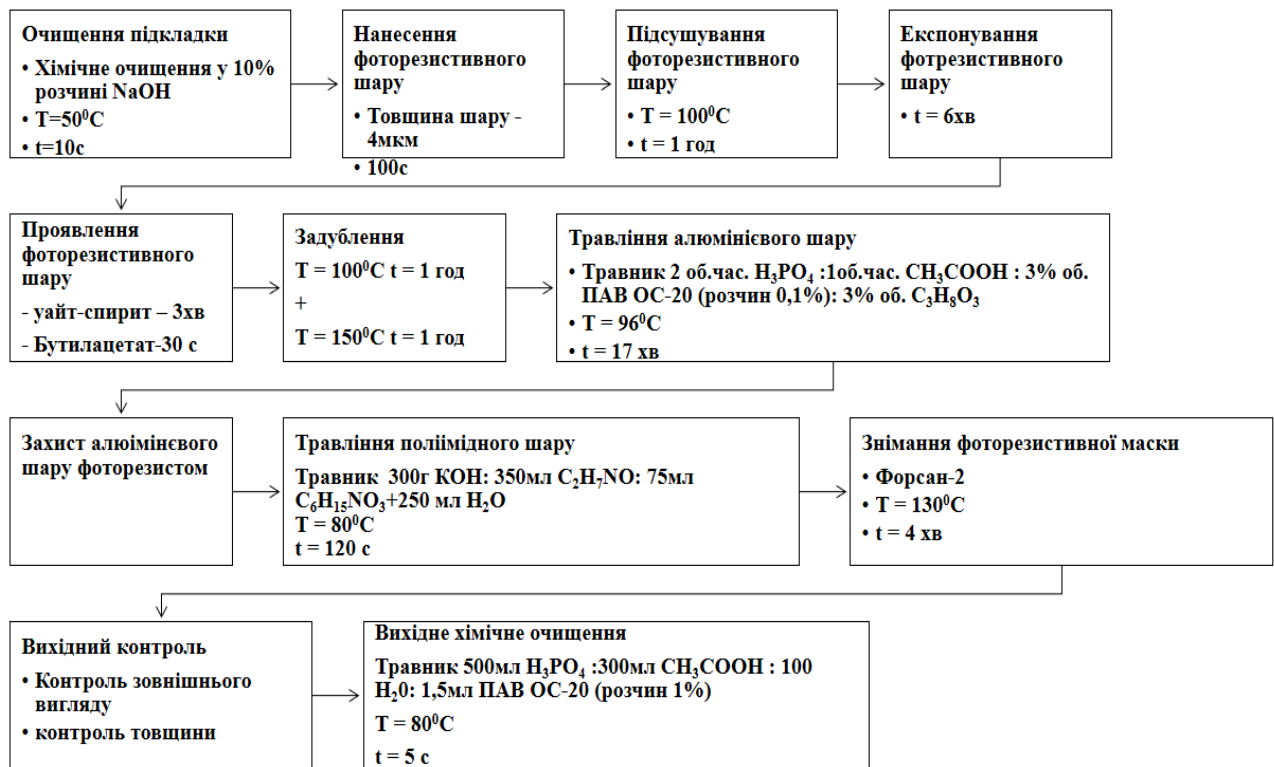 Очищення підкладки
• Хімічне очищення у 10%
розчині NaOH
• T=50⁰C
• t=10с
Нанесення
фоторезистивного
шару
• Товщина шару -
4мкм
• 100с
Підсушування
фоторезистивного
шару
• T = 100⁰C
• t = 1 год
Експонування
фотрезтивного
шару
• t = 6хв
Проявлення
фоторезистивного
шару
- уайт-спирит – 3хв
- Бутилацетат-30 с
Задублення
T = 100⁰C t = 1 год
+
T = 150⁰C t = 1 год
Травління алюмінієвого шару
• Травник 2 об.час. H₃PO₄ :1об.час. CH₃COOH : 3% об.
ПАВ ОС-20 (розчин 0,1%): 3% об. C₃H₈O₃
• T = 96⁰C
• t = 17 хв
Захист алюімінєвого
шару фоторезистом
Травління поліімідного шару
Травник 300г КОН: 350мл C₂H₇NO: 75мл
C₆H₁₅NO₃+250 мл H₂O
T = 80⁰C
t = 120 с
Знімання фоторезистивної маски
• Форсан-2
• T = 130⁰C
• t = 4 хв
Вихідний контроль
• Контроль зовнішнього
вигляду
• контроль товщини
Вихідне хімічне очищення
Травник 500мл H₃PO₄ :300мл CH₃COOH : 100
H₂0: 1,5мл ПАВ ОС-20 (розчин 1%)
T = 80⁰C
t = 5 с